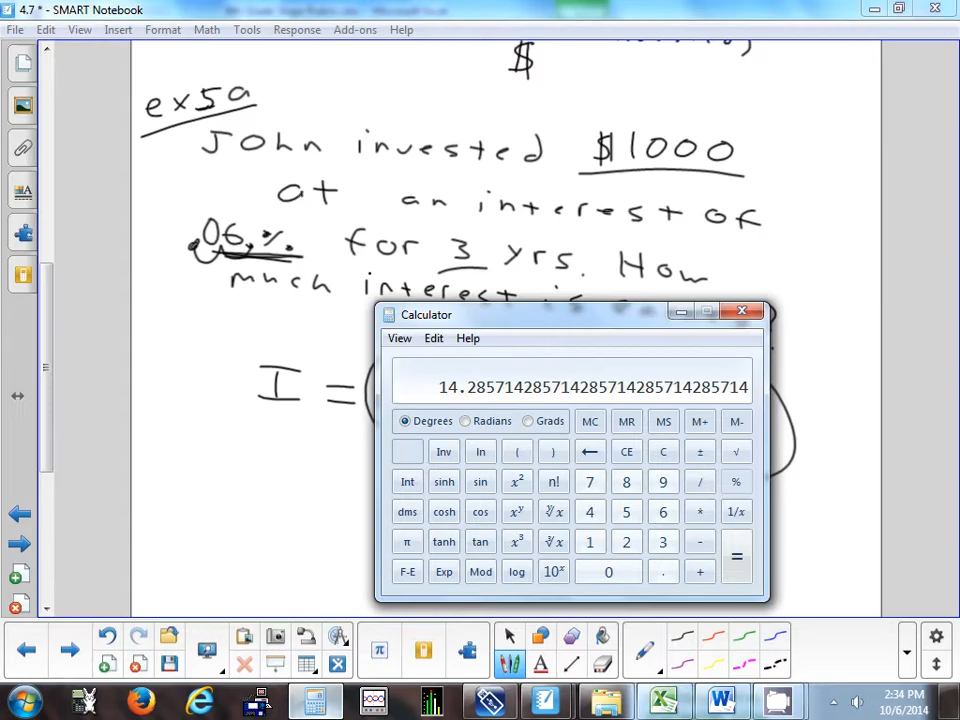 4.7 * - SMART Notebook
File Edit View Insert Format Math Tools Response Add-ons Help
$
ex5a
John invested $1000
at an interest of
.06.% for 3 yrs. How
much interest is
I = (
Calculator
View Edit Help
14.285714285714285714285714285714
Degrees Radians Grads MC MR MS M+ M-
Inv ln ( ) ← CE C ± √
Int sinh sin x² n! 7 8 9 / %
dms cosh cos xʸ ʸ√x 4 5 6 * 1/x
π tanh tan x³ ³√x 1 2 3 - =
F-E Exp Mod log 10ˣ 0 . +
π A
2:34 PM
10/6/2014